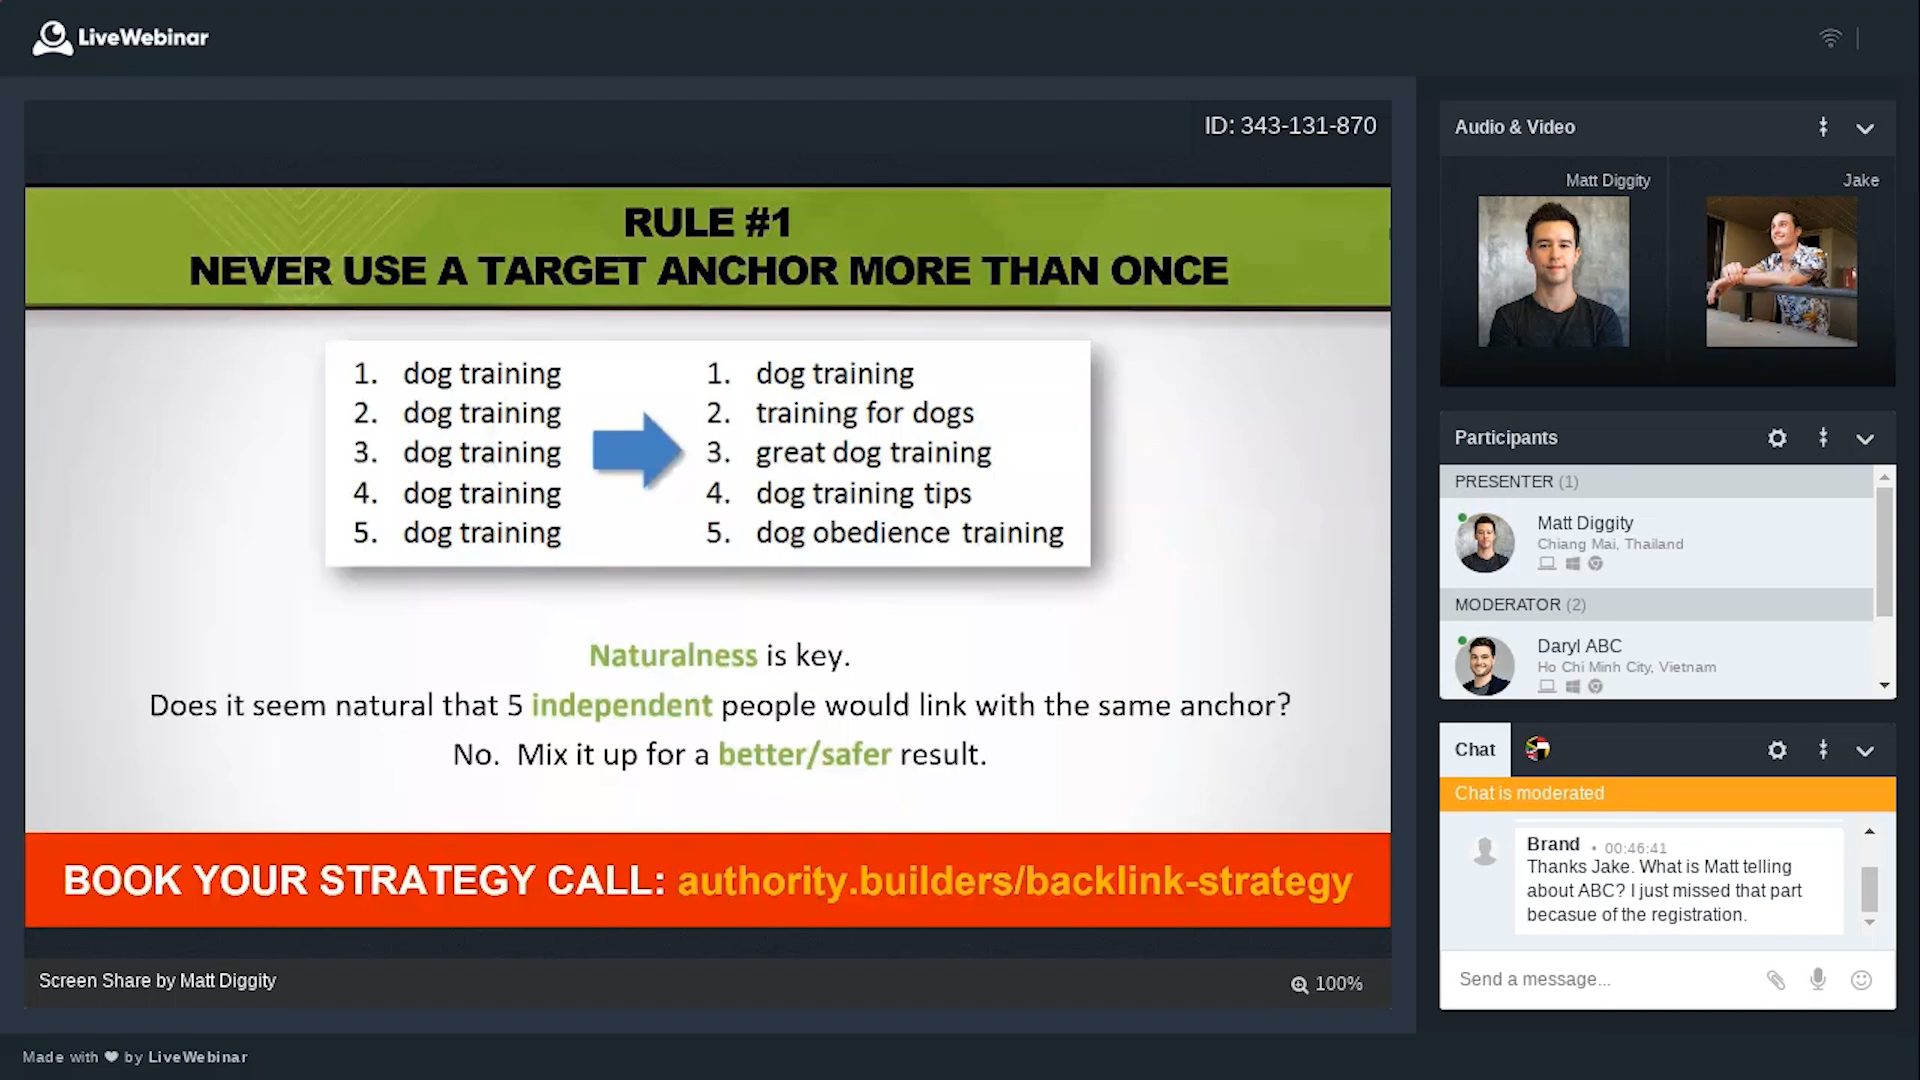 LiveWebinar
ID: 343-131-870
RULE #1
NEVER USE A TARGET ANCHOR MORE THAN ONCE
1. dog training
2. dog training
3. dog training
4. dog training
5. dog training
1. dog training
2. training for dogs
3. great dog training
4. dog training tips
5. dog obedience training
Naturalness is key.
Does it seem natural that 5 independent people would link with the same anchor?
No. Mix it up for a better/safer result.
BOOK YOUR STRATEGY CALL: authority.builders/backlink-strategy
Screen Share by Matt Diggity
100%
Made with ♥ by LiveWebinar
Audio & Video
Matt Diggity
Jake
Participants
PRESENTER (1)
Matt Diggity
Chiang Mai, Thailand
MODERATOR (2)
Daryl ABC
Ho Chi Minh City, Vietnam
Chat
Chat is moderated
Brand • 00:46:41
Thanks Jake. What is Matt telling
about ABC? I just missed that part
becasue of the registration.
Send a message...